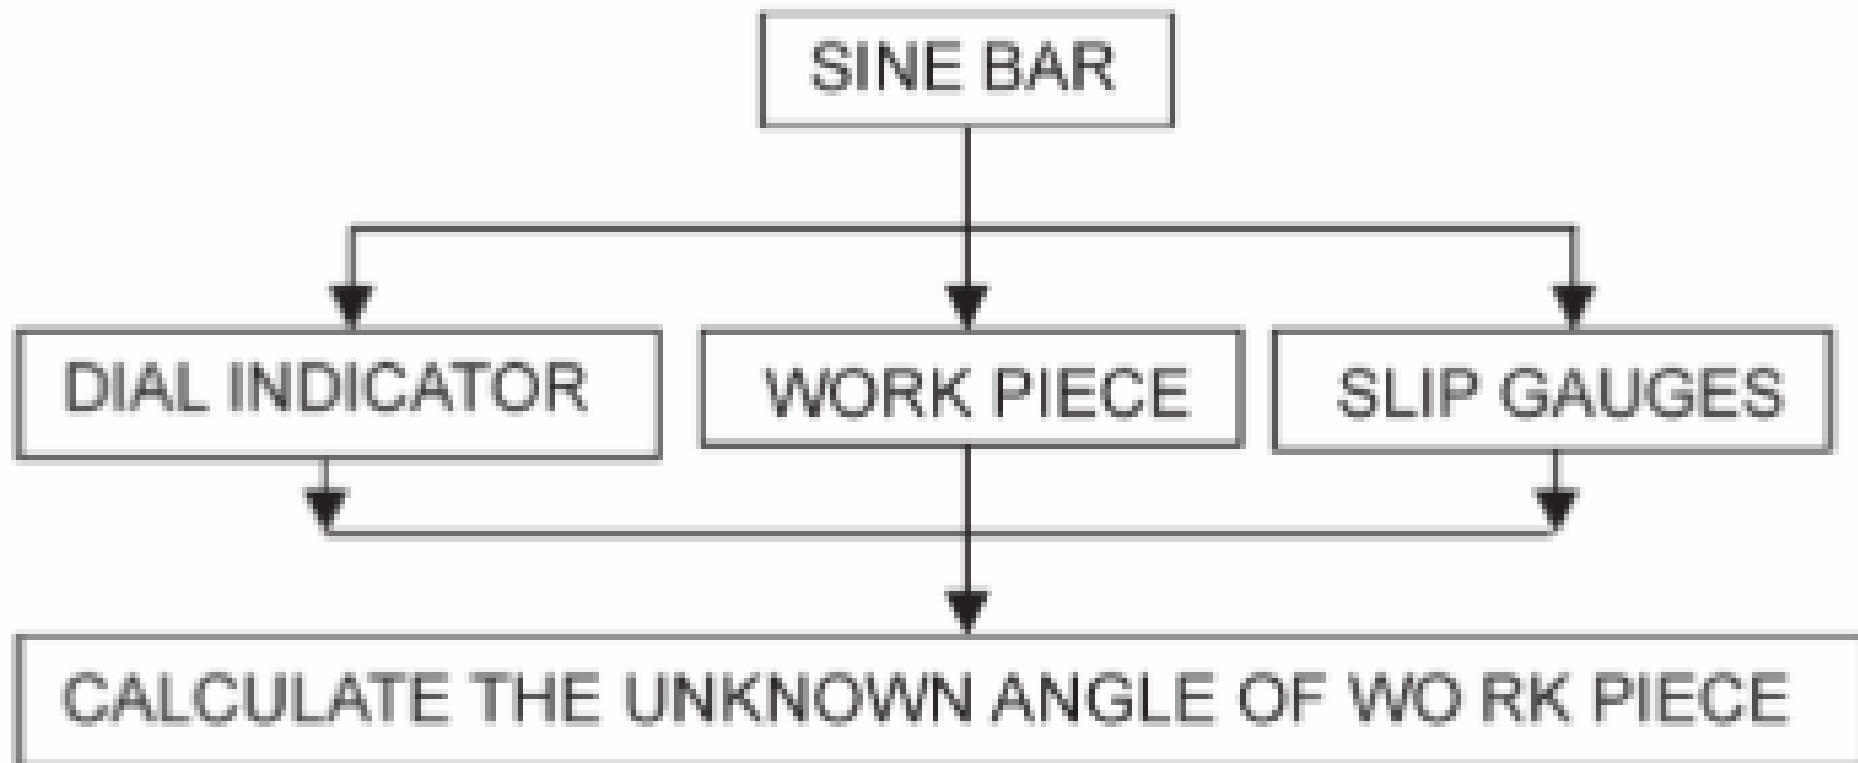 SINE BAR
DIAL INDICATOR
WORK PIECE
SLIP GAUGES
CALCULATE THE UNKNOWN ANGLE OF WO RK PIECE